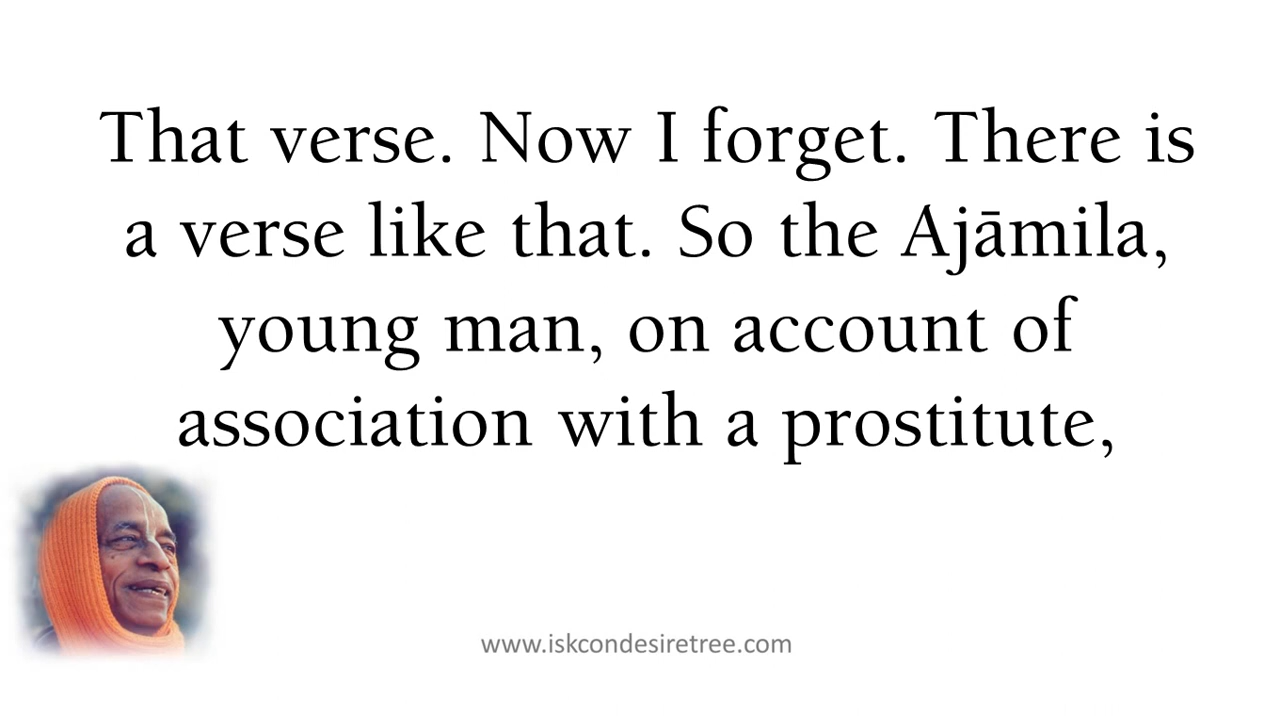 That verse. Now I forget. There is
a verse like that. So the Ajāmila,
young man, on account of
association with a prostitute,
www.iskcondesiretree.com